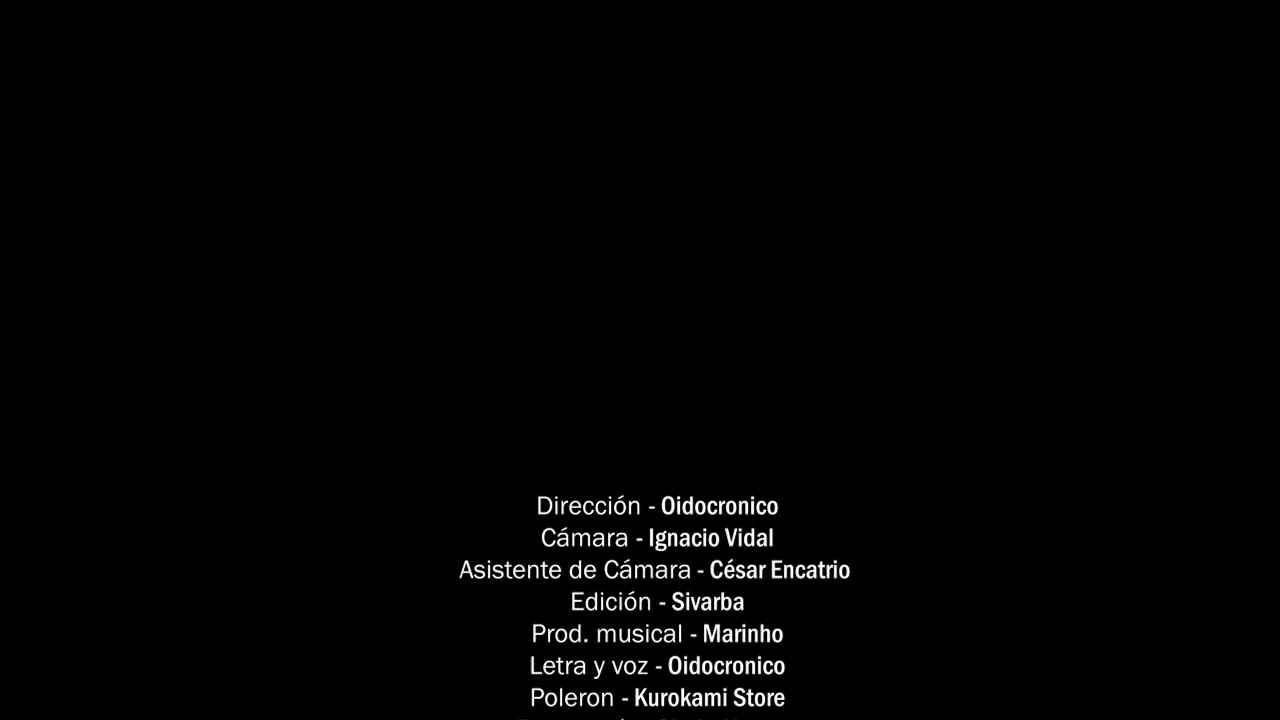 Dirección - Oidocronico
Cámara - Ignacio Vidal
Asistente de Cámara - César Encatrio
Edición - Sivarba
Prod. musical - Marinho
Letra y voz - Oidocronico
Poleron - Kurokami Store